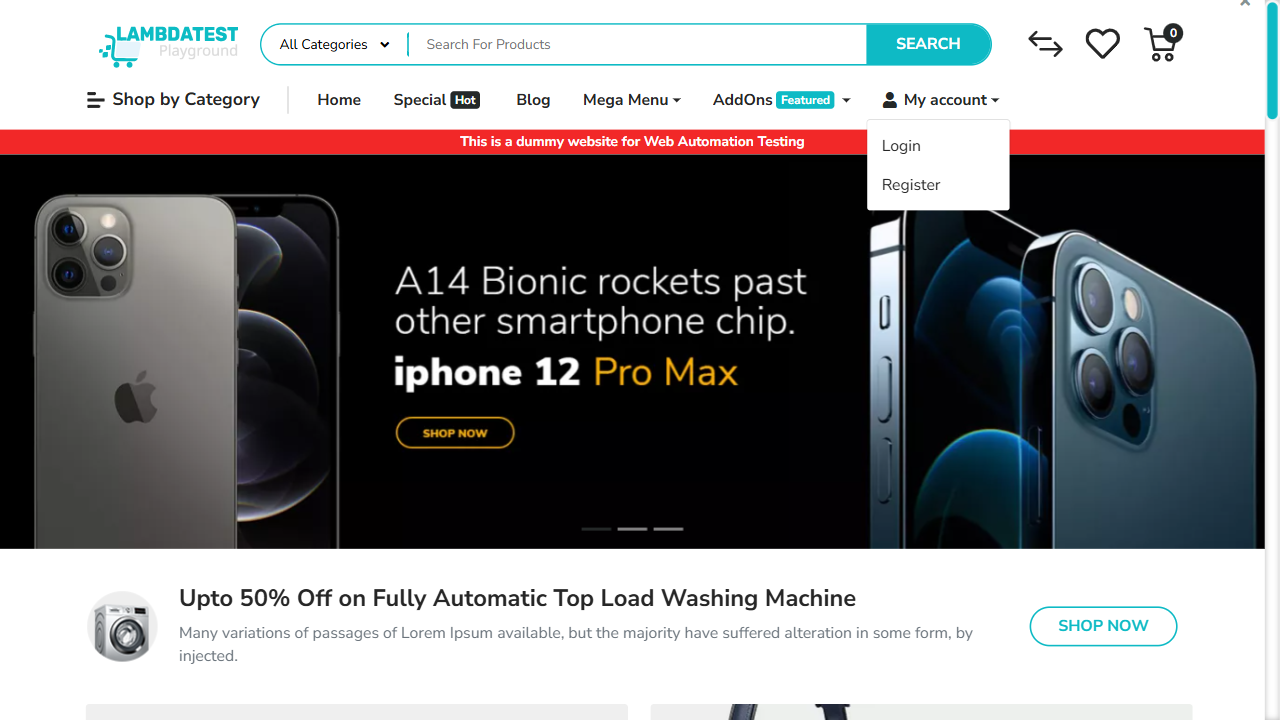 LAMBDATEST
Playground
All Categories
Search For Products
SEARCH
0
Shop by Category
Home
Special Hot
Blog
Mega Menu
AddOns Featured
My account
This is a dummy website for Web Automation Testing
Login
Register
A14 Bionic rockets past
other smartphone chip.
iphone 12 Pro Max
SHOP NOW
Upto 50% Off on Fully Automatic Top Load Washing Machine
Many variations of passages of Lorem Ipsum available, but the majority have suffered alteration in some form, by
injected.
SHOP NOW